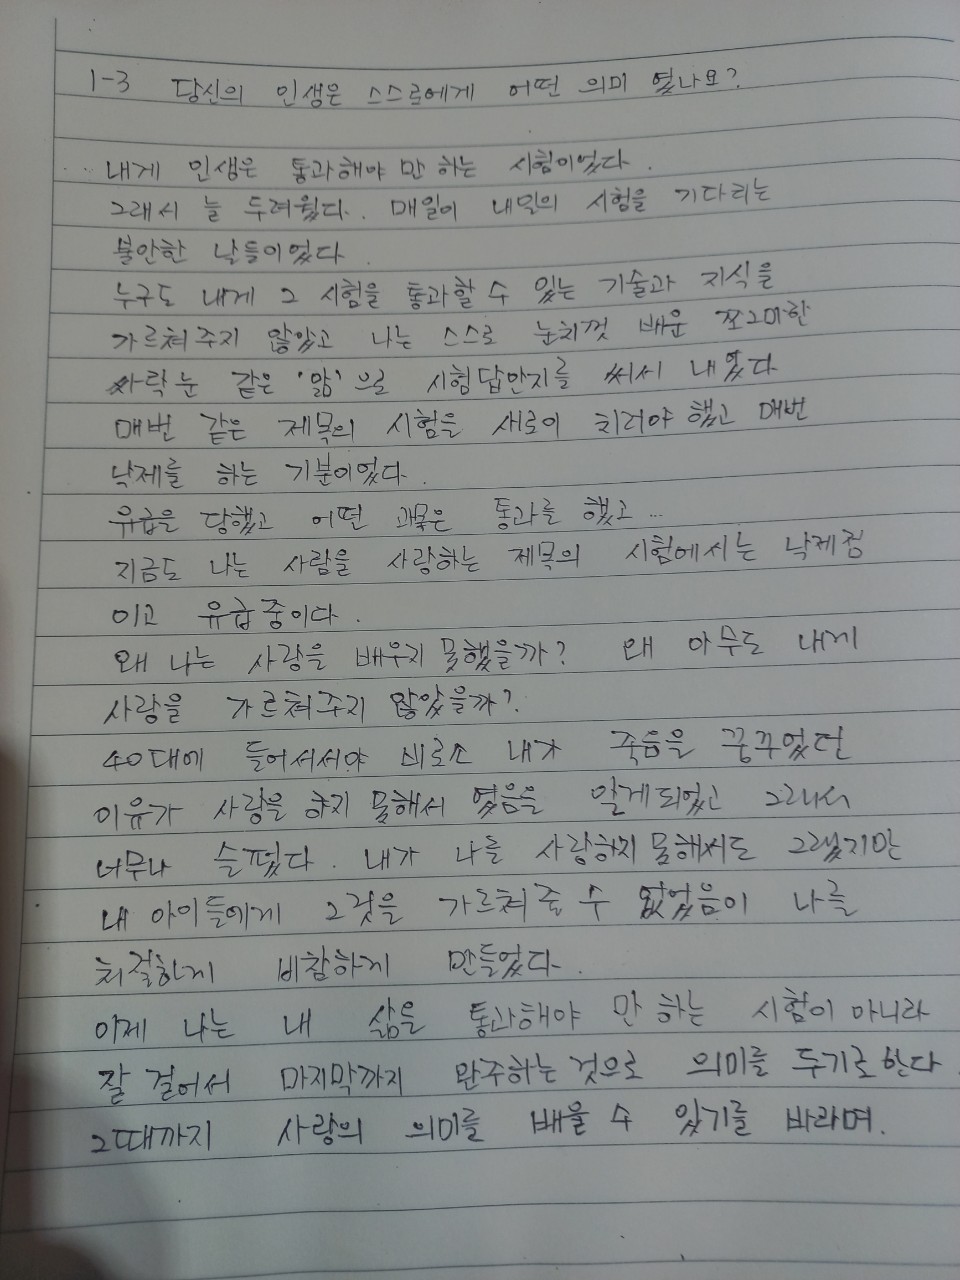 1-3 당신의 인생은 스스로에게 어떤 의미 였나요?
내게 인생은 통과해야 만 하는 시험이었다.
그래서 늘 두려웠다. 매일이 내일의 시험을 기다리는
불안한 날들이었다.
누구도 내게 그 시험을 통과할 수 있는 기술과 지식을
가르쳐주지 않았고 나는 스스로 눈치껏 배운 쪼그마한
싸락눈 같은 '앎'으로 시험답안지를 써서 내었다
매번 같은 제목의 시험을 새로이 치러야 했고 매번
낙제를 하는 기분이었다.
유급을 당했고 어떤 과목은 통과를 했고...
지금도 나는 사람을 사랑하는 제목의 시험에서는 낙제점
이고 유급중이다.
왜 나는 사랑을 배우지 못했을까? 왜 아무도 내게
사랑을 가르쳐주지 않았을까?
40대에 들어서서야 비로소 내가 죽음을 꿈꾸었던
이유가 사랑을 하지 못해서 였음을 알게되었고 그래서
너무나 슬펐다. 내가 나를 사랑하지 못해서도 그랬지만
내 아이들에게 그것을 가르쳐 줄 수 없었음이 나를
처절하게 비참하게 만들었다.
이제 나는 내 삶을 통과해야 만 하는 시험이 아니라
잘 걸어서 마지막까지 완주하는 것으로 의미를 두기로한다
그때까지 사랑의 의미를 배울 수 있기를 바라며.